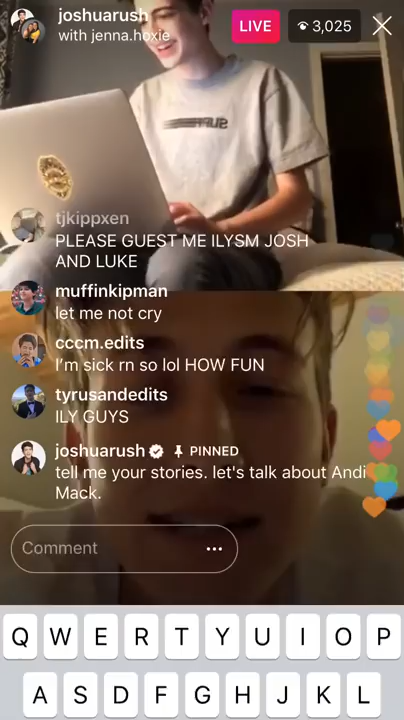 joshuarush
with jenna.hoxie
LIVE
3,025
SURF
tjkippxen
PLEASE GUEST ME ILYSM JOSH
AND LUKE
muffinkipman
let me not cry
cccm.edits
I'm sick rn so lol HOW FUN
tyrusandedits
ILY GUYS
joshuarush PINNED
tell me your stories. let's talk about Andi
Mack.
Comment
Q W E R T Y U I O P
A S D F G H J K L